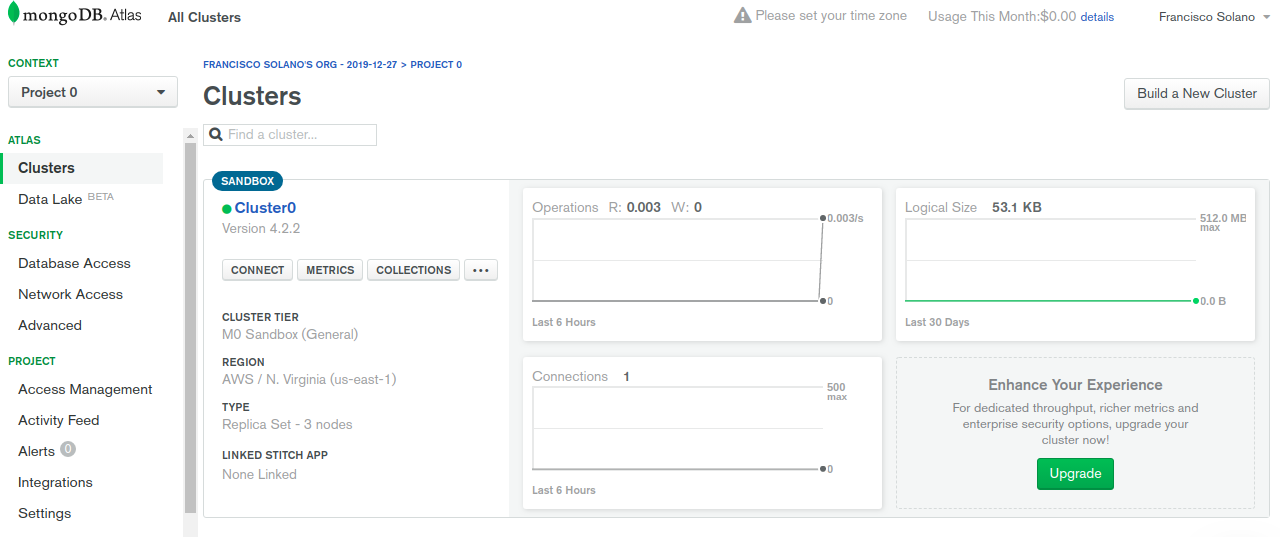 mongoDB. Atlas
All Clusters
Please set your time zone
Usage This Month:$0.00 details
Francisco Solano
CONTEXT
Project 0
ATLAS
Clusters
Data Lake BETA
SECURITY
Database Access
Network Access
Advanced
PROJECT
Access Management
Activity Feed
Alerts 0
Integrations
Settings
FRANCISCO SOLANO'S ORG - 2019-12-27 > PROJECT 0
Clusters
Build a New Cluster
Find a cluster...
SANDBOX
Cluster0
Version 4.2.2
CONNECT METRICS COLLECTIONS ...
CLUSTER TIER
M0 Sandbox (General)
REGION
AWS / N. Virginia (us-east-1)
TYPE
Replica Set - 3 nodes
LINKED STITCH APP
None Linked
Operations R: 0.003 W: 0
0.003/s
0
Last 6 Hours
Logical Size 53.1 KB
512.0 MB
max
0.0 B
Last 30 Days
Connections 1
500
max
0
Last 6 Hours
Enhance Your Experience
For dedicated throughput, richer metrics and
enterprise security options, upgrade your
cluster now!
Upgrade